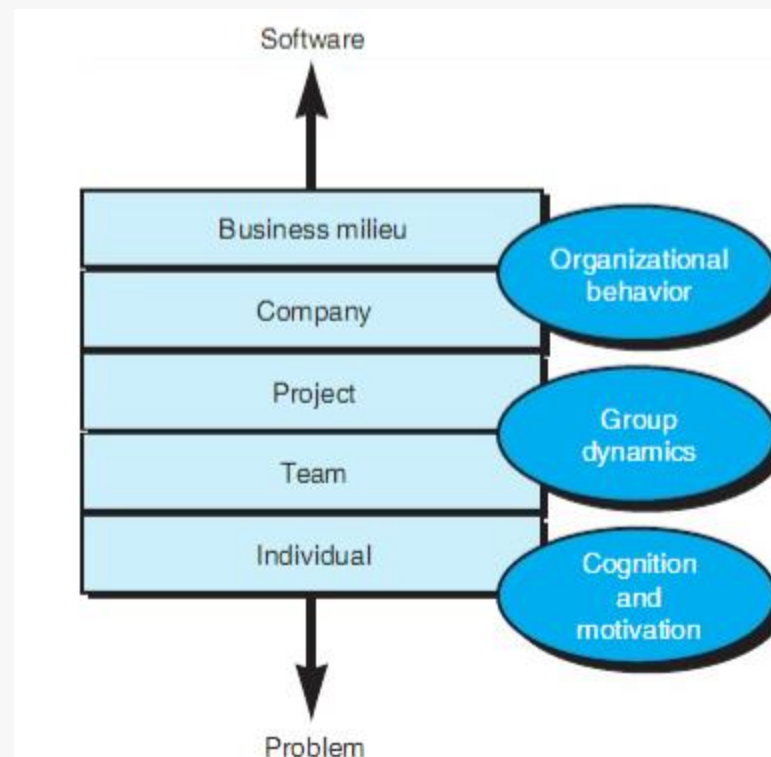 Software
Business milieu
Organizational
behavior
Company
Project
Group
dynamics
Team
Individual
Cognition
and
motivation
Problem